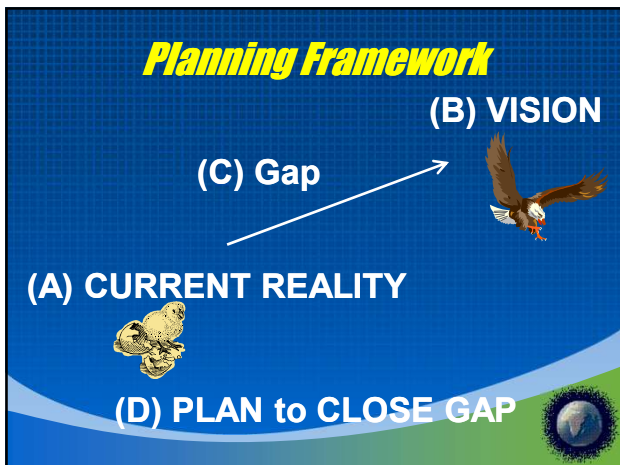 Planning Framework
(B) VISION
(C) Gap
(A) CURRENT REALITY
(D) PLAN to CLOSE GAP